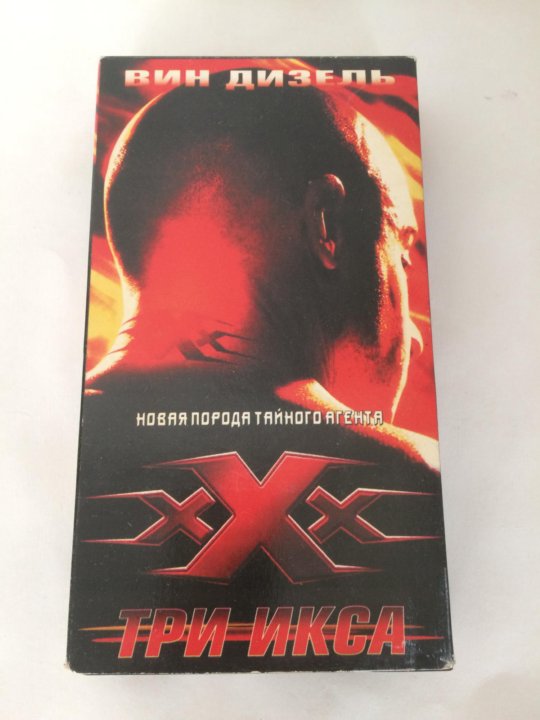 ВИН ДИЗЕЛЬ
НОВАЯ ПОРОДА ТАЙНОГО АГЕНТА
xXx
ТРИ ИКСА